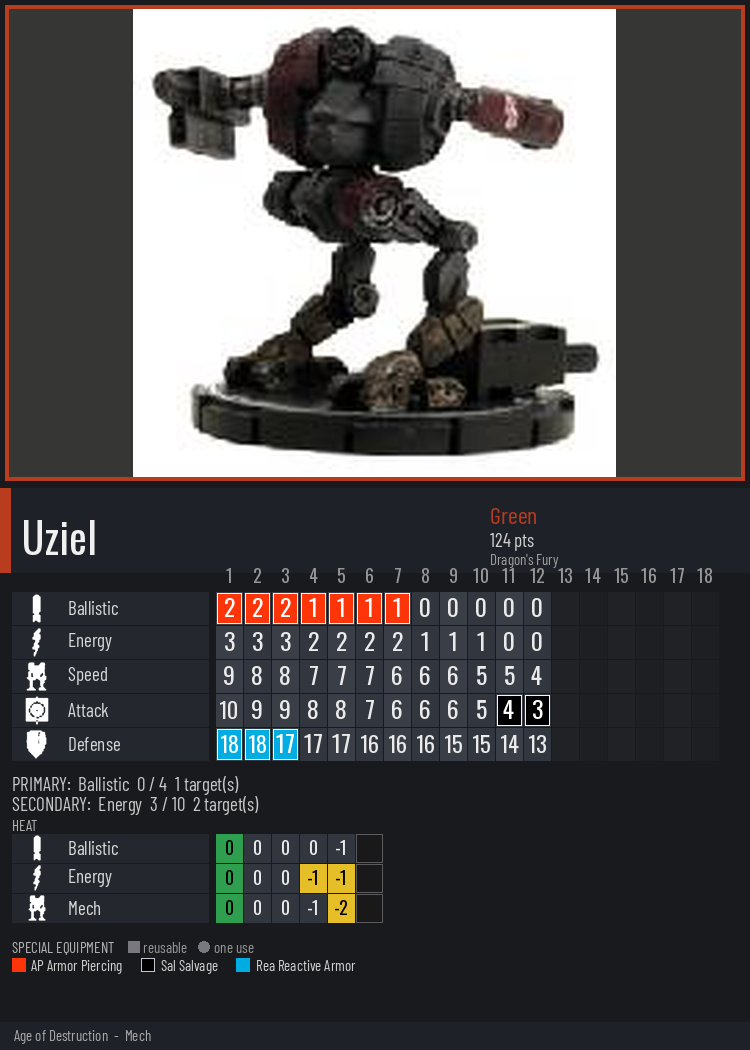 Uziel
Green
124 pts
Dragon's Fury
1 2 3 4 5 6 7 8 9 10 11 12 13 14 15 16 17 18
Ballistic 2 2 2 1 1 1 1 0 0 0 0 0
Energy 3 3 3 2 2 2 2 1 1 1 0 0
Speed 9 8 8 7 7 7 6 6 6 5 5 4
Attack 10 9 9 8 8 7 6 6 6 5 4 3
Defense 18 18 17 17 17 16 16 16 15 15 14 13
PRIMARY: Ballistic 0 / 4 1 target(s)
SECONDARY: Energy 3 / 10 2 target(s)
HEAT
Ballistic 0 0 0 0 -1
Energy 0 0 0 -1 -1
Mech 0 0 0 -1 -2
SPECIAL EQUIPMENT reusable one use
AP Armor Piercing Sal Salvage Rea Reactive Armor
Age of Destruction - Mech